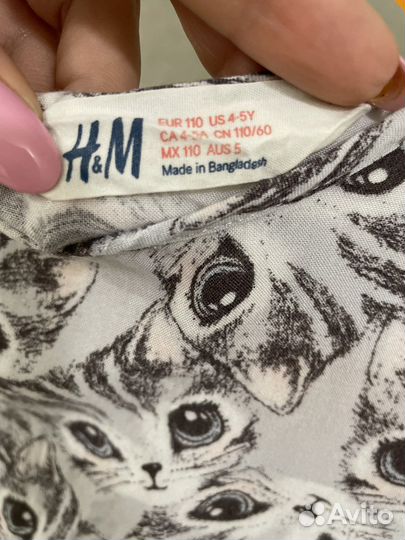 H&M
EUR 110 US 4-5Y
CA 4-5A CN 110/60
MX 110 AUS 5
Made in Bangladesh
Avito